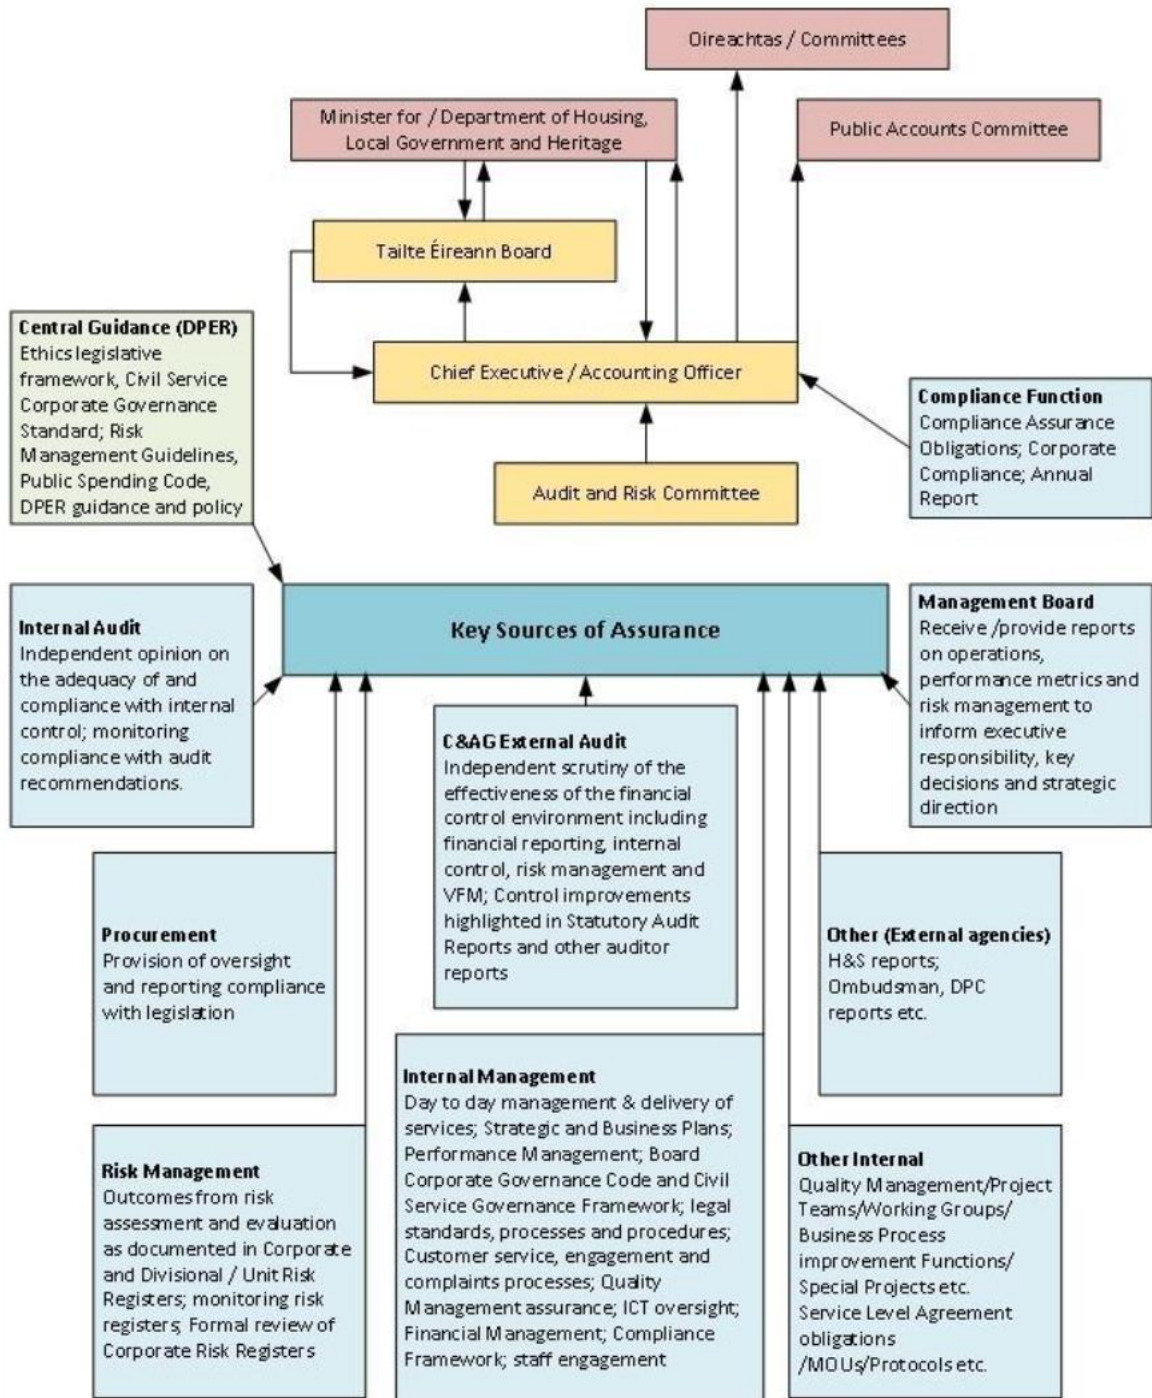 Oireachtas / Committees
Minister for / Department of Housing,
Local Government and Heritage
Public Accounts Committee
Tailte Éireann Board
Chief Executive / Accounting Officer
Audit and Risk Committee
Central Guidance (DPER)
Ethics legislative
framework, Civil Service
Corporate Governance
Standard; Risk
Management Guidelines,
Public Spending Code,
DPER guidance and policy
Compliance Function
Compliance Assurance
Obligations; Corporate
Compliance; Annual
Report
Key Sources of Assurance
Internal Audit
Independent opinion on
the adequacy of and
compliance with internal
control; monitoring
compliance with audit
recommendations.
C&AG External Audit
Independent scrutiny of the
effectiveness of the financial
control environment including
financial reporting, internal
control, risk management and
VFM; Control improvements
highlighted in Statutory Audit
Reports and other auditor
reports
Management Board
Receive /provide reports
on operations,
performance metrics and
risk management to
inform executive
responsibility, key
decisions and strategic
direction
Procurement
Provision of oversight
and reporting compliance
with legislation
Other (External agencies)
H&S reports;
Ombudsman, DPC
reports etc.
Risk Management
Outcomes from risk
assessment and evaluation
as documented in Corporate
and Divisional / Unit Risk
Registers; monitoring risk
registers; Formal review of
Corporate Risk Registers
Internal Management
Day to day management & delivery of
services; Strategic and Business Plans;
Performance Management; Board
Corporate Governance Code and Civil
Service Governance Framework; legal
standards, processes and procedures;
Customer service, engagement and
complaints processes; Quality
Management assurance; ICT oversight;
Financial Management; Compliance
Framework; staff engagement
Other Internal
Quality Management/Project
Teams/Working Groups/
Business Process
improvement Functions/
Special Projects etc.
Service Level Agreement
obligations
/MOUs/Protocols etc.